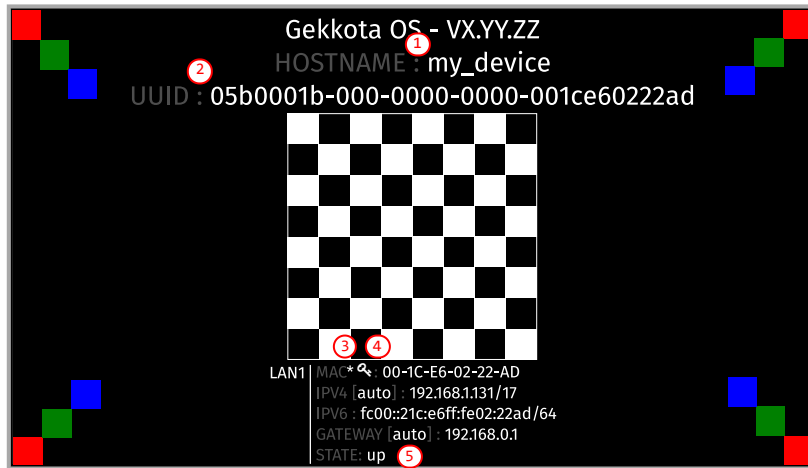 Gekkota OS - VX.YY.ZZ
1
HOSTNAME : my_device
2
UUID : 05b0001b-000-0000-0000-001ce60222ad
3 4
LAN1 MAC* : 00-1C-E6-02-22-AD
IPV4 [auto] : 192.168.1.131/17
IPV6 : fc00::21c:e6ff:fe02:22ad/64
GATEWAY [auto] : 192.168.0.1
STATE: up 5